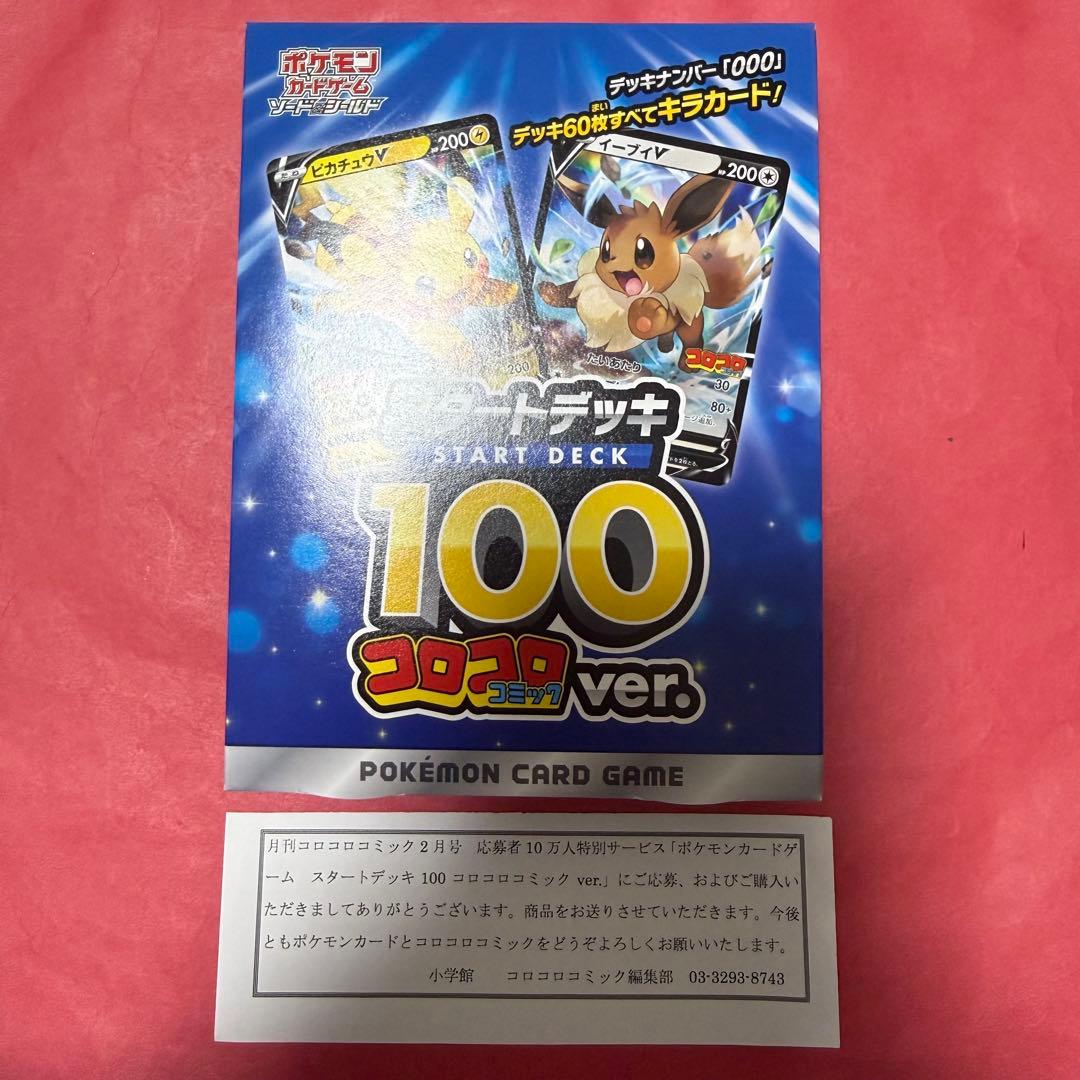 ポケモン
カードゲーム
ソード&シールド
デッキナンバー「000」
デッキ60枚すべてキラカード!
まい
たね ピカチュウV HP200
イーブイV HP200
200
たいあたり
コロコロ
30
80+
タートデッキ
START DECK
100
コロコロ
コミック
ver.
POKÉMON CARD GAME
月刊コロコロコミック2月号 応募者10万人特別サービス「ポケモンカードゲ
ーム スタートデッキ100 コロコロコミック ver.」にご応募、およびご購入い
ただきましてありがとうございます。商品をお送りさせていただきます。今後
ともポケモンカードとコロコロコミックをどうぞよろしくお願いいたします。
小学館 コロコロコミック編集部 03-3293-8743